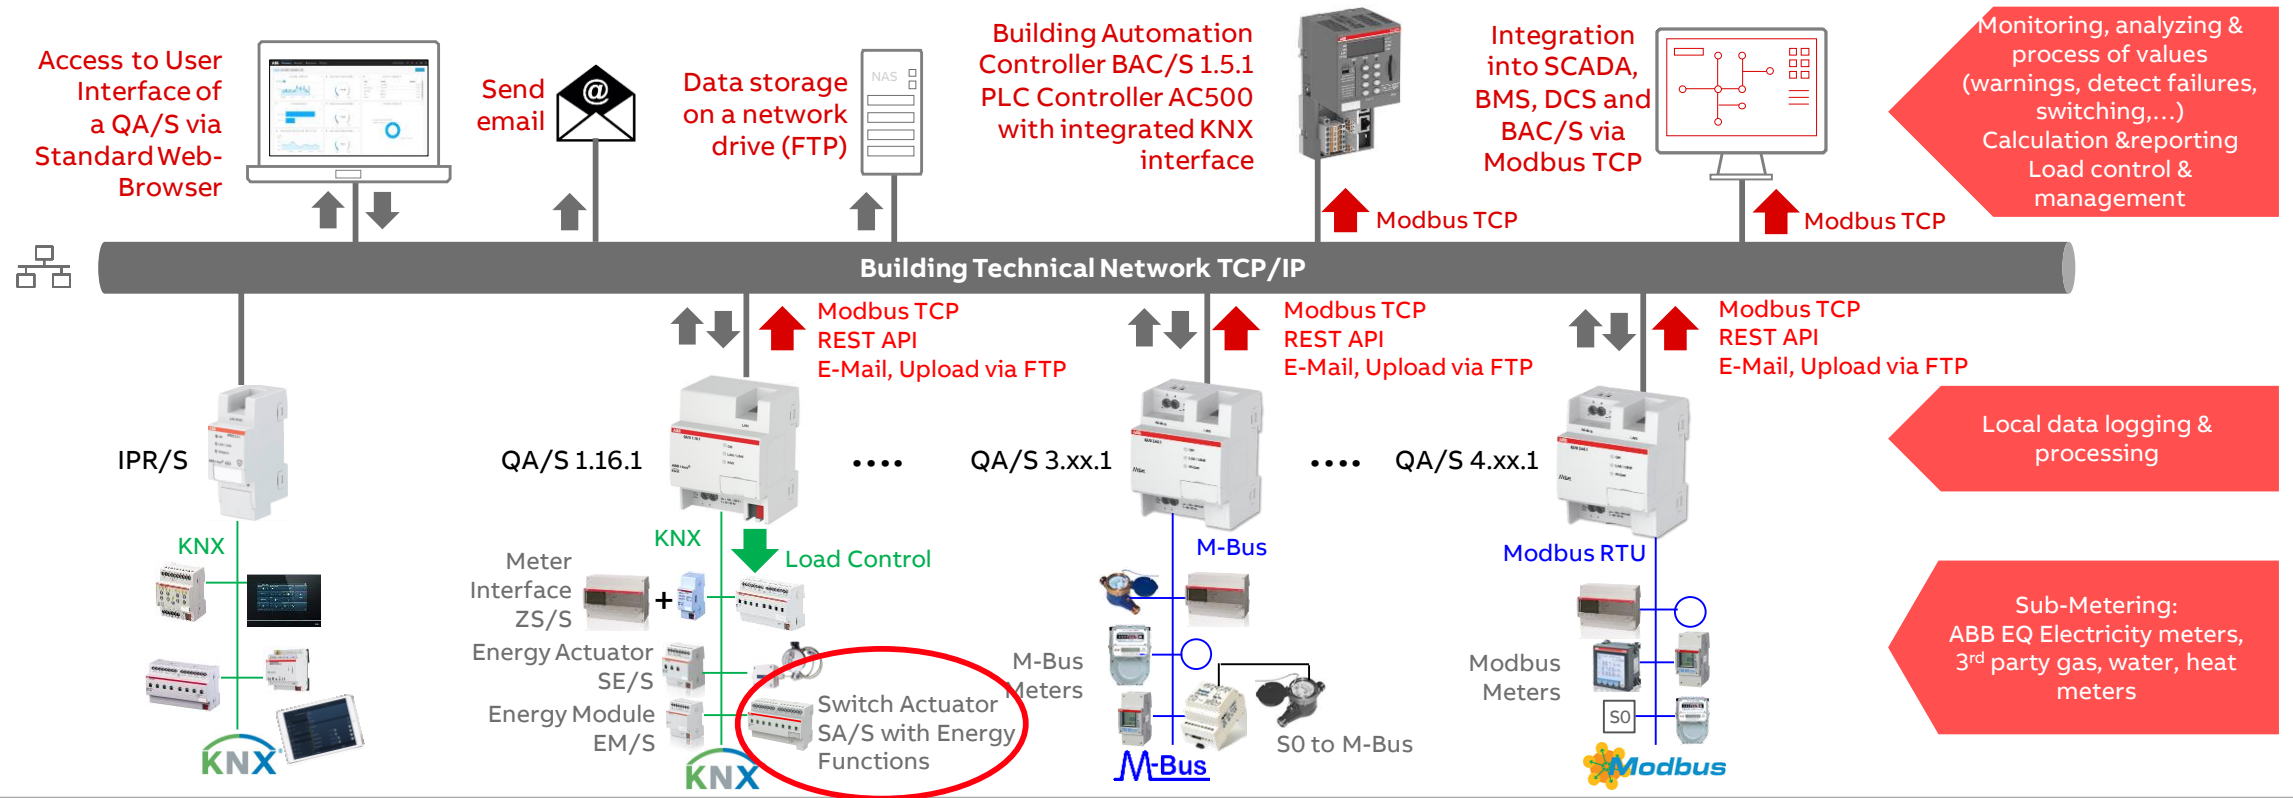 Access to User
Interface of
a QA/S via
Standard Web-
Browser
Send
email
@
Data storage
on a network
drive (FTP)
NAS
Building Automation
Controller BAC/S 1.5.1
PLC Controller AC500
with integrated KNX
interface
Integration
into SCADA,
BMS, DCS and
BAC/S via
Modbus TCP
Monitoring, analyzing &
process of values
(warnings, detect failures,
switching,...)
Calculation &reporting
Load control &
management
Modbus TCP
Modbus TCP
Building Technical Network TCP/IP
Modbus TCP
REST API
E-Mail, Upload via FTP
Modbus TCP
REST API
E-Mail, Upload via FTP
Modbus TCP
REST API
E-Mail, Upload via FTP
IPR/S
QA/S 1.16.1
....
QA/S 3.xx.1
....
QA/S 4.xx.1
Local data logging &
processing
KNX
KNX
Load Control
M-Bus
Modbus RTU
Meter
Interface
ZS/S
+
Energy Actuator
SE/S
Energy Module
EM/S
Switch Actuator
SA/S with Energy
Functions
M-Bus
Meters
S0 to M-Bus
Modbus
Meters
S0
Sub-Metering:
ABB EQ Electricity meters,
3rd party gas, water, heat
meters
KNX
KNX
M-Bus
Modbus